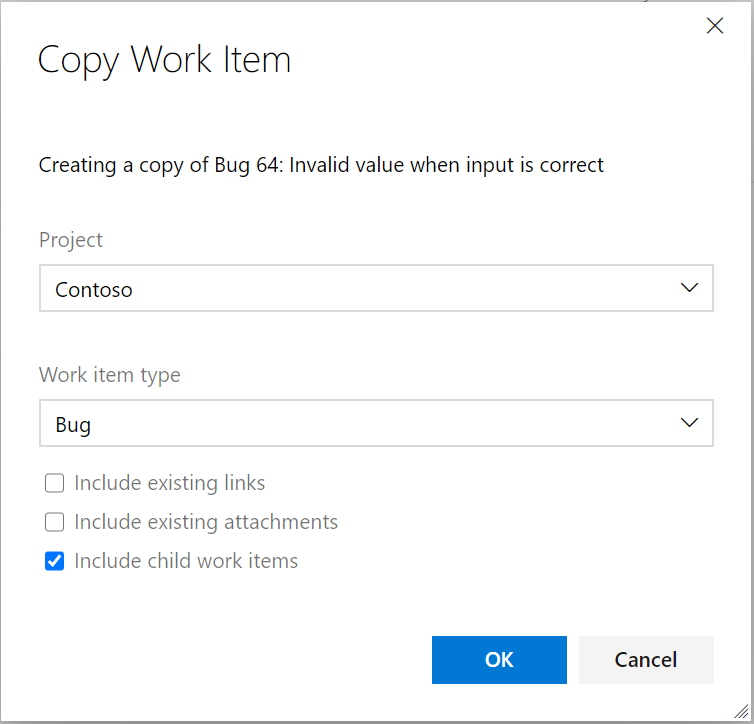 Copy Work Item
Creating a copy of Bug 64: Invalid value when input is correct
Project
Contoso
Work item type
Bug
Include existing links
Include existing attachments
Include child work items
OK
Cancel